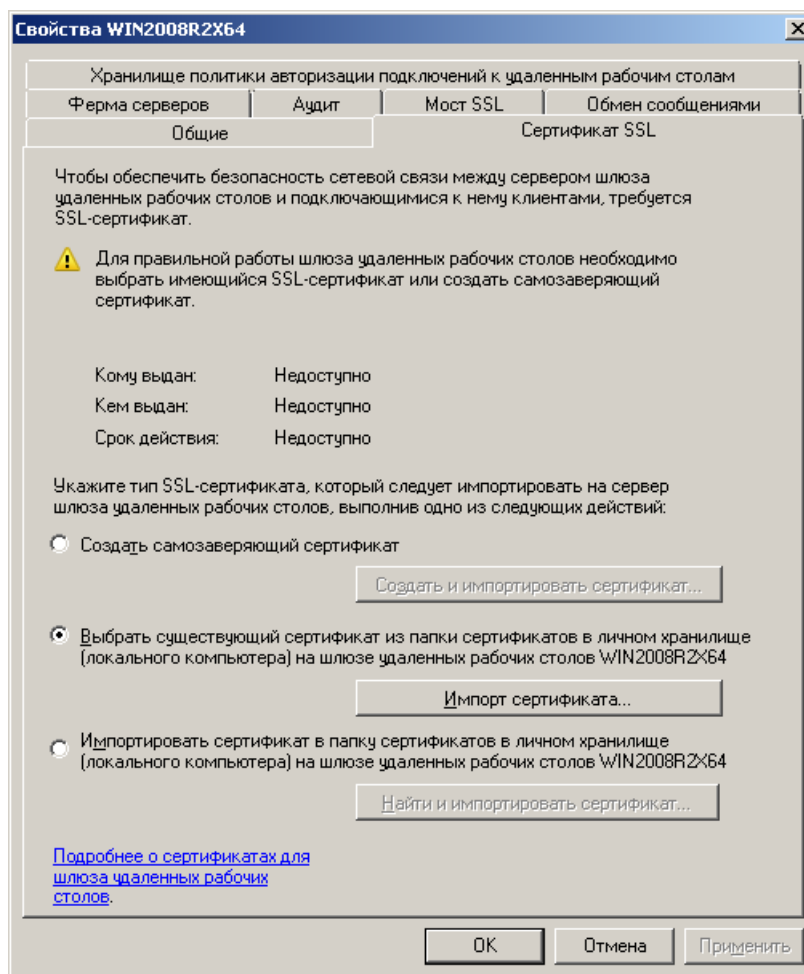 Свойства WIN2008R2X64
Хранилище политики авторизации подключений к удаленным рабочим столам
Ферма серверов
Аудит
Мост SSL
Обмен сообщениями
Общие
Сертификат SSL
Чтобы обеспечить безопасность сетевой связи между сервером шлюза
удаленных рабочих столов и подключающимися к нему клиентами, требуется
SSL-сертификат.
Для правильной работы шлюза удаленных рабочих столов необходимо
выбрать имеющийся SSL-сертификат или создать самозаверяющий
сертификат.
Кому выдан: Недоступно
Кем выдан: Недоступно
Срок действия: Недоступно
Укажите тип SSL-сертификата, который следует импортировать на сервер
шлюза удаленных рабочих столов, выполнив одно из следующих действий:
Создать самозаверяющий сертификат
Создать и импортировать сертификат...
Выбрать существующий сертификат из папки сертификатов в личном хранилище
(локального компьютера) на шлюзе удаленных рабочих столов WIN2008R2X64
Импорт сертификата...
Импортировать сертификат в папку сертификатов в личном хранилище
(локального компьютера) на шлюзе удаленных рабочих столов WIN2008R2X64
Найти и импортировать сертификат...
Подробнее о сертификатах для
шлюза удаленных рабочих
столов.
OK
Отмена
Применить